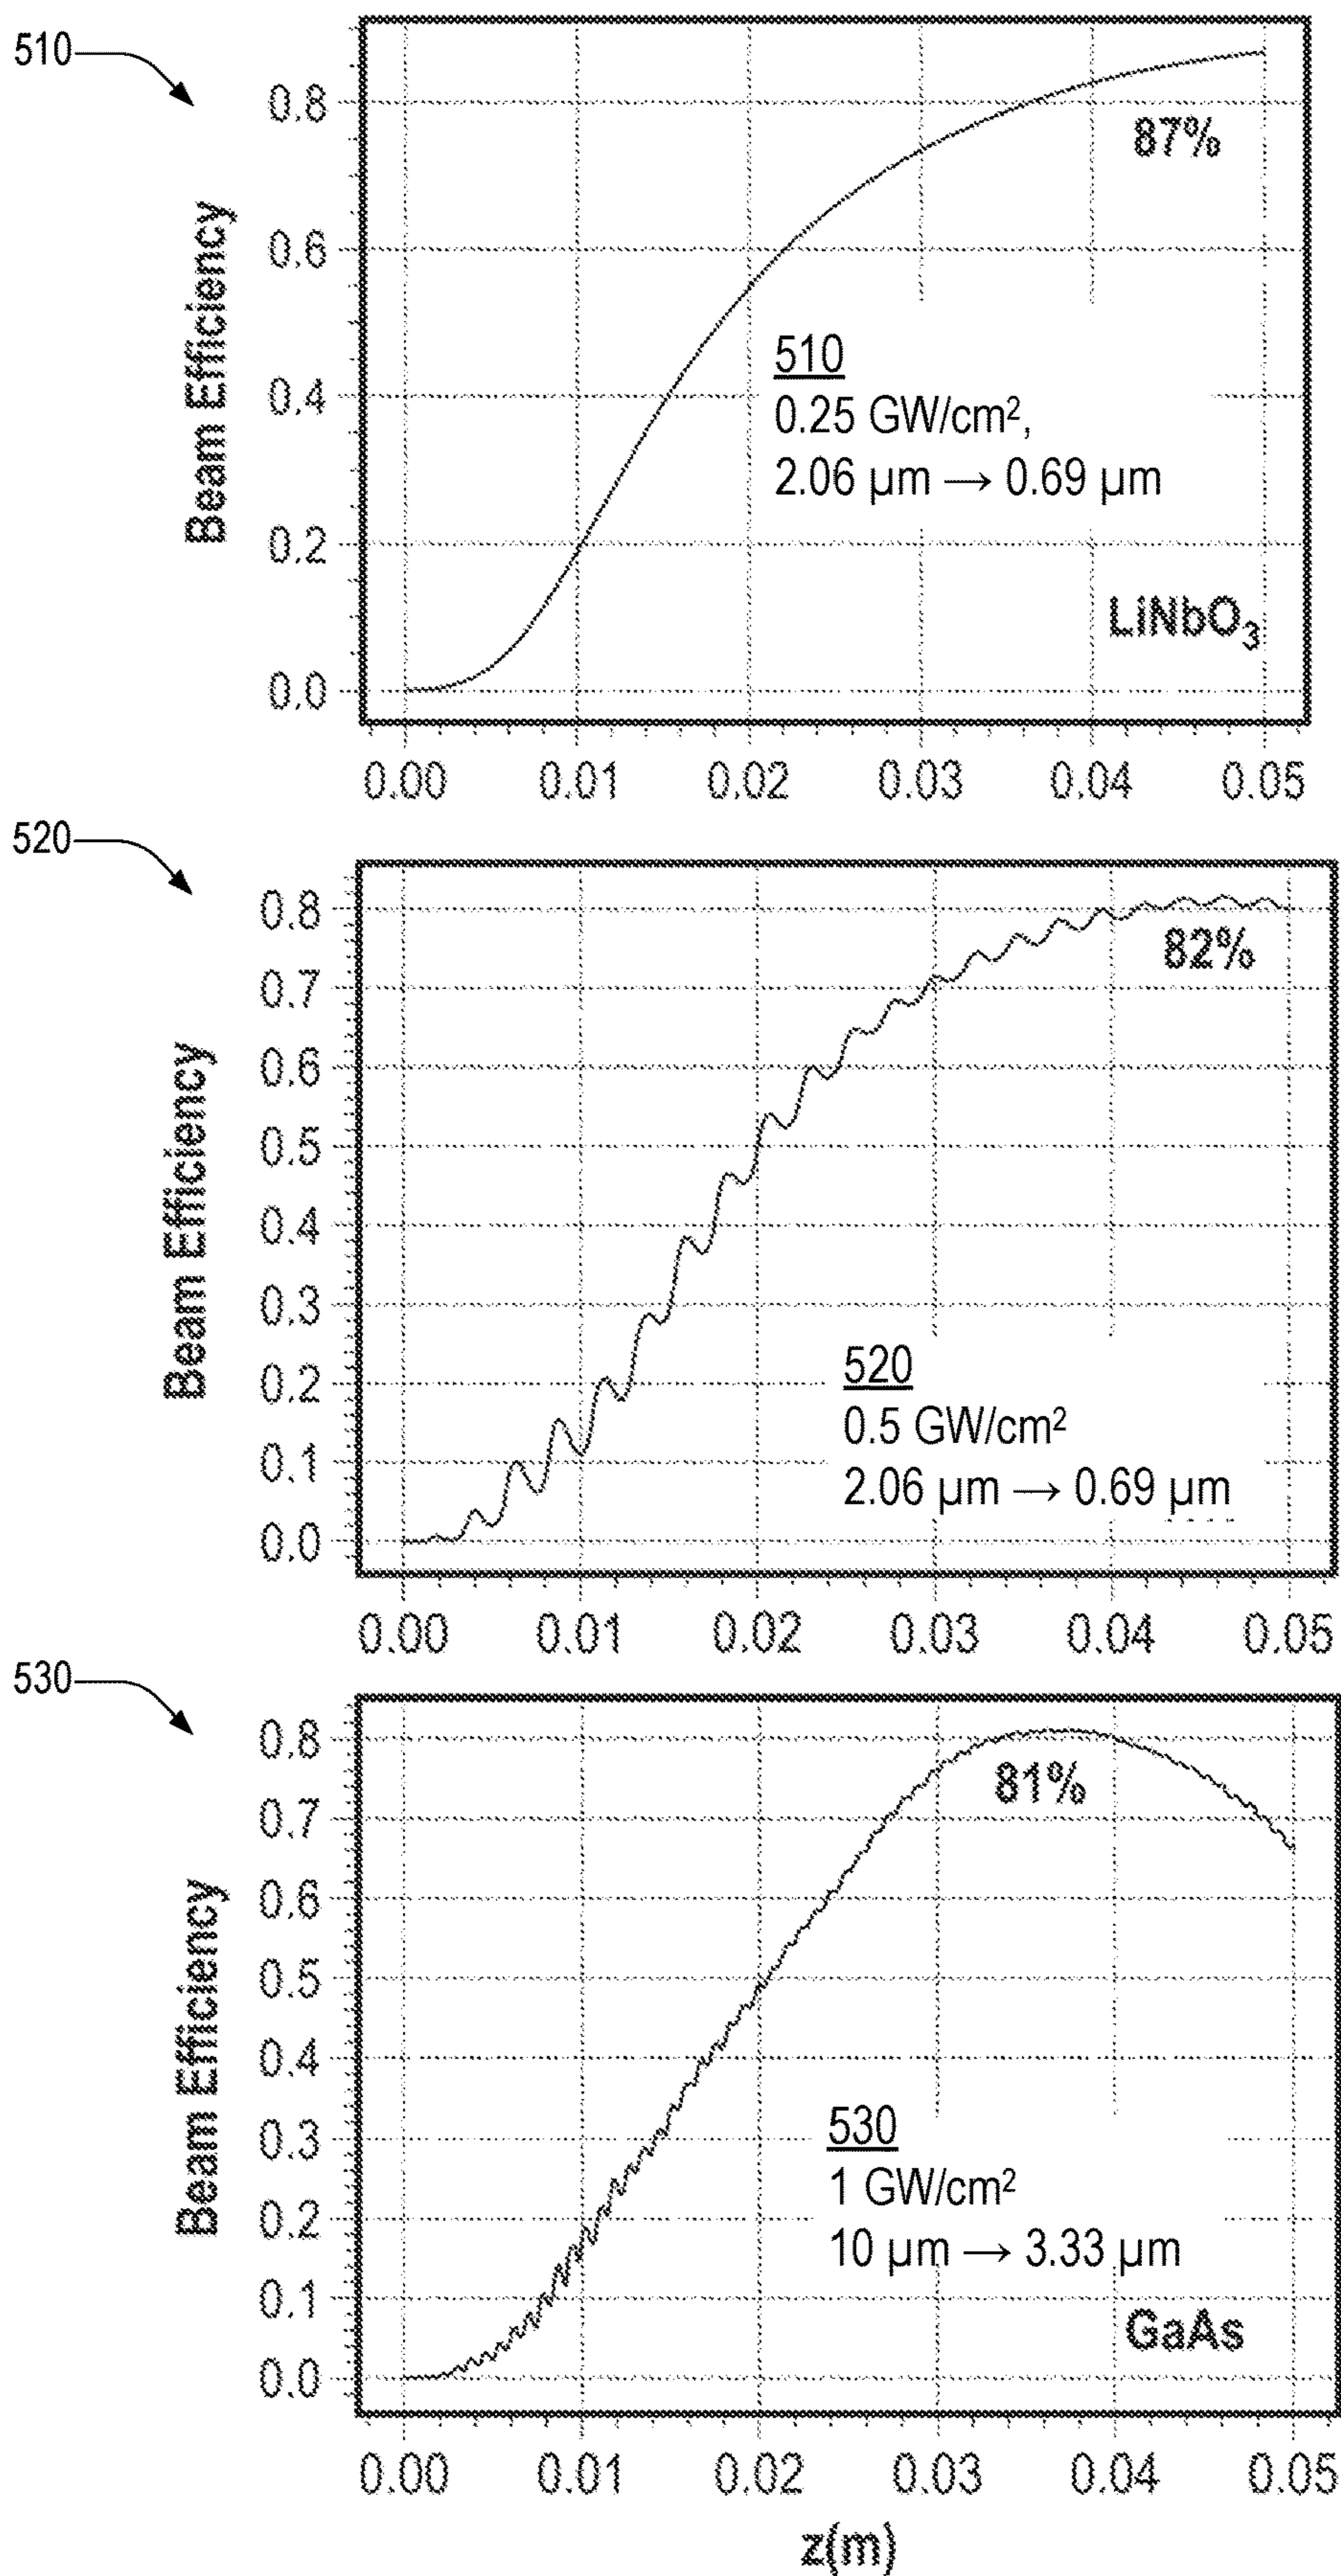 510
0.8
87%
0.6
Beam Efficiency
510
0.4
0.25 GW/cm²,
2.06 µm → 0.69 µm
0.2
LiNbO₃
0.0
0.00 0.01 0.02 0.03 0.04 0.05
520
0.8
82%
0.7
0.6
Beam Efficiency
0.5
0.4
0.3
520
0.2
0.5 GW/cm²
0.1
2.06 µm → 0.69 µm
0.0
0.00 0.01 0.02 0.03 0.04 0.05
530
0.8
81%
0.7
0.6
Beam Efficiency
0.5
0.4
0.3
530
1 GW/cm²
0.2
10 µm → 3.33 µm
0.1
GaAs
0.0
0.00 0.01 0.02 0.03 0.04 0.05
z(m)